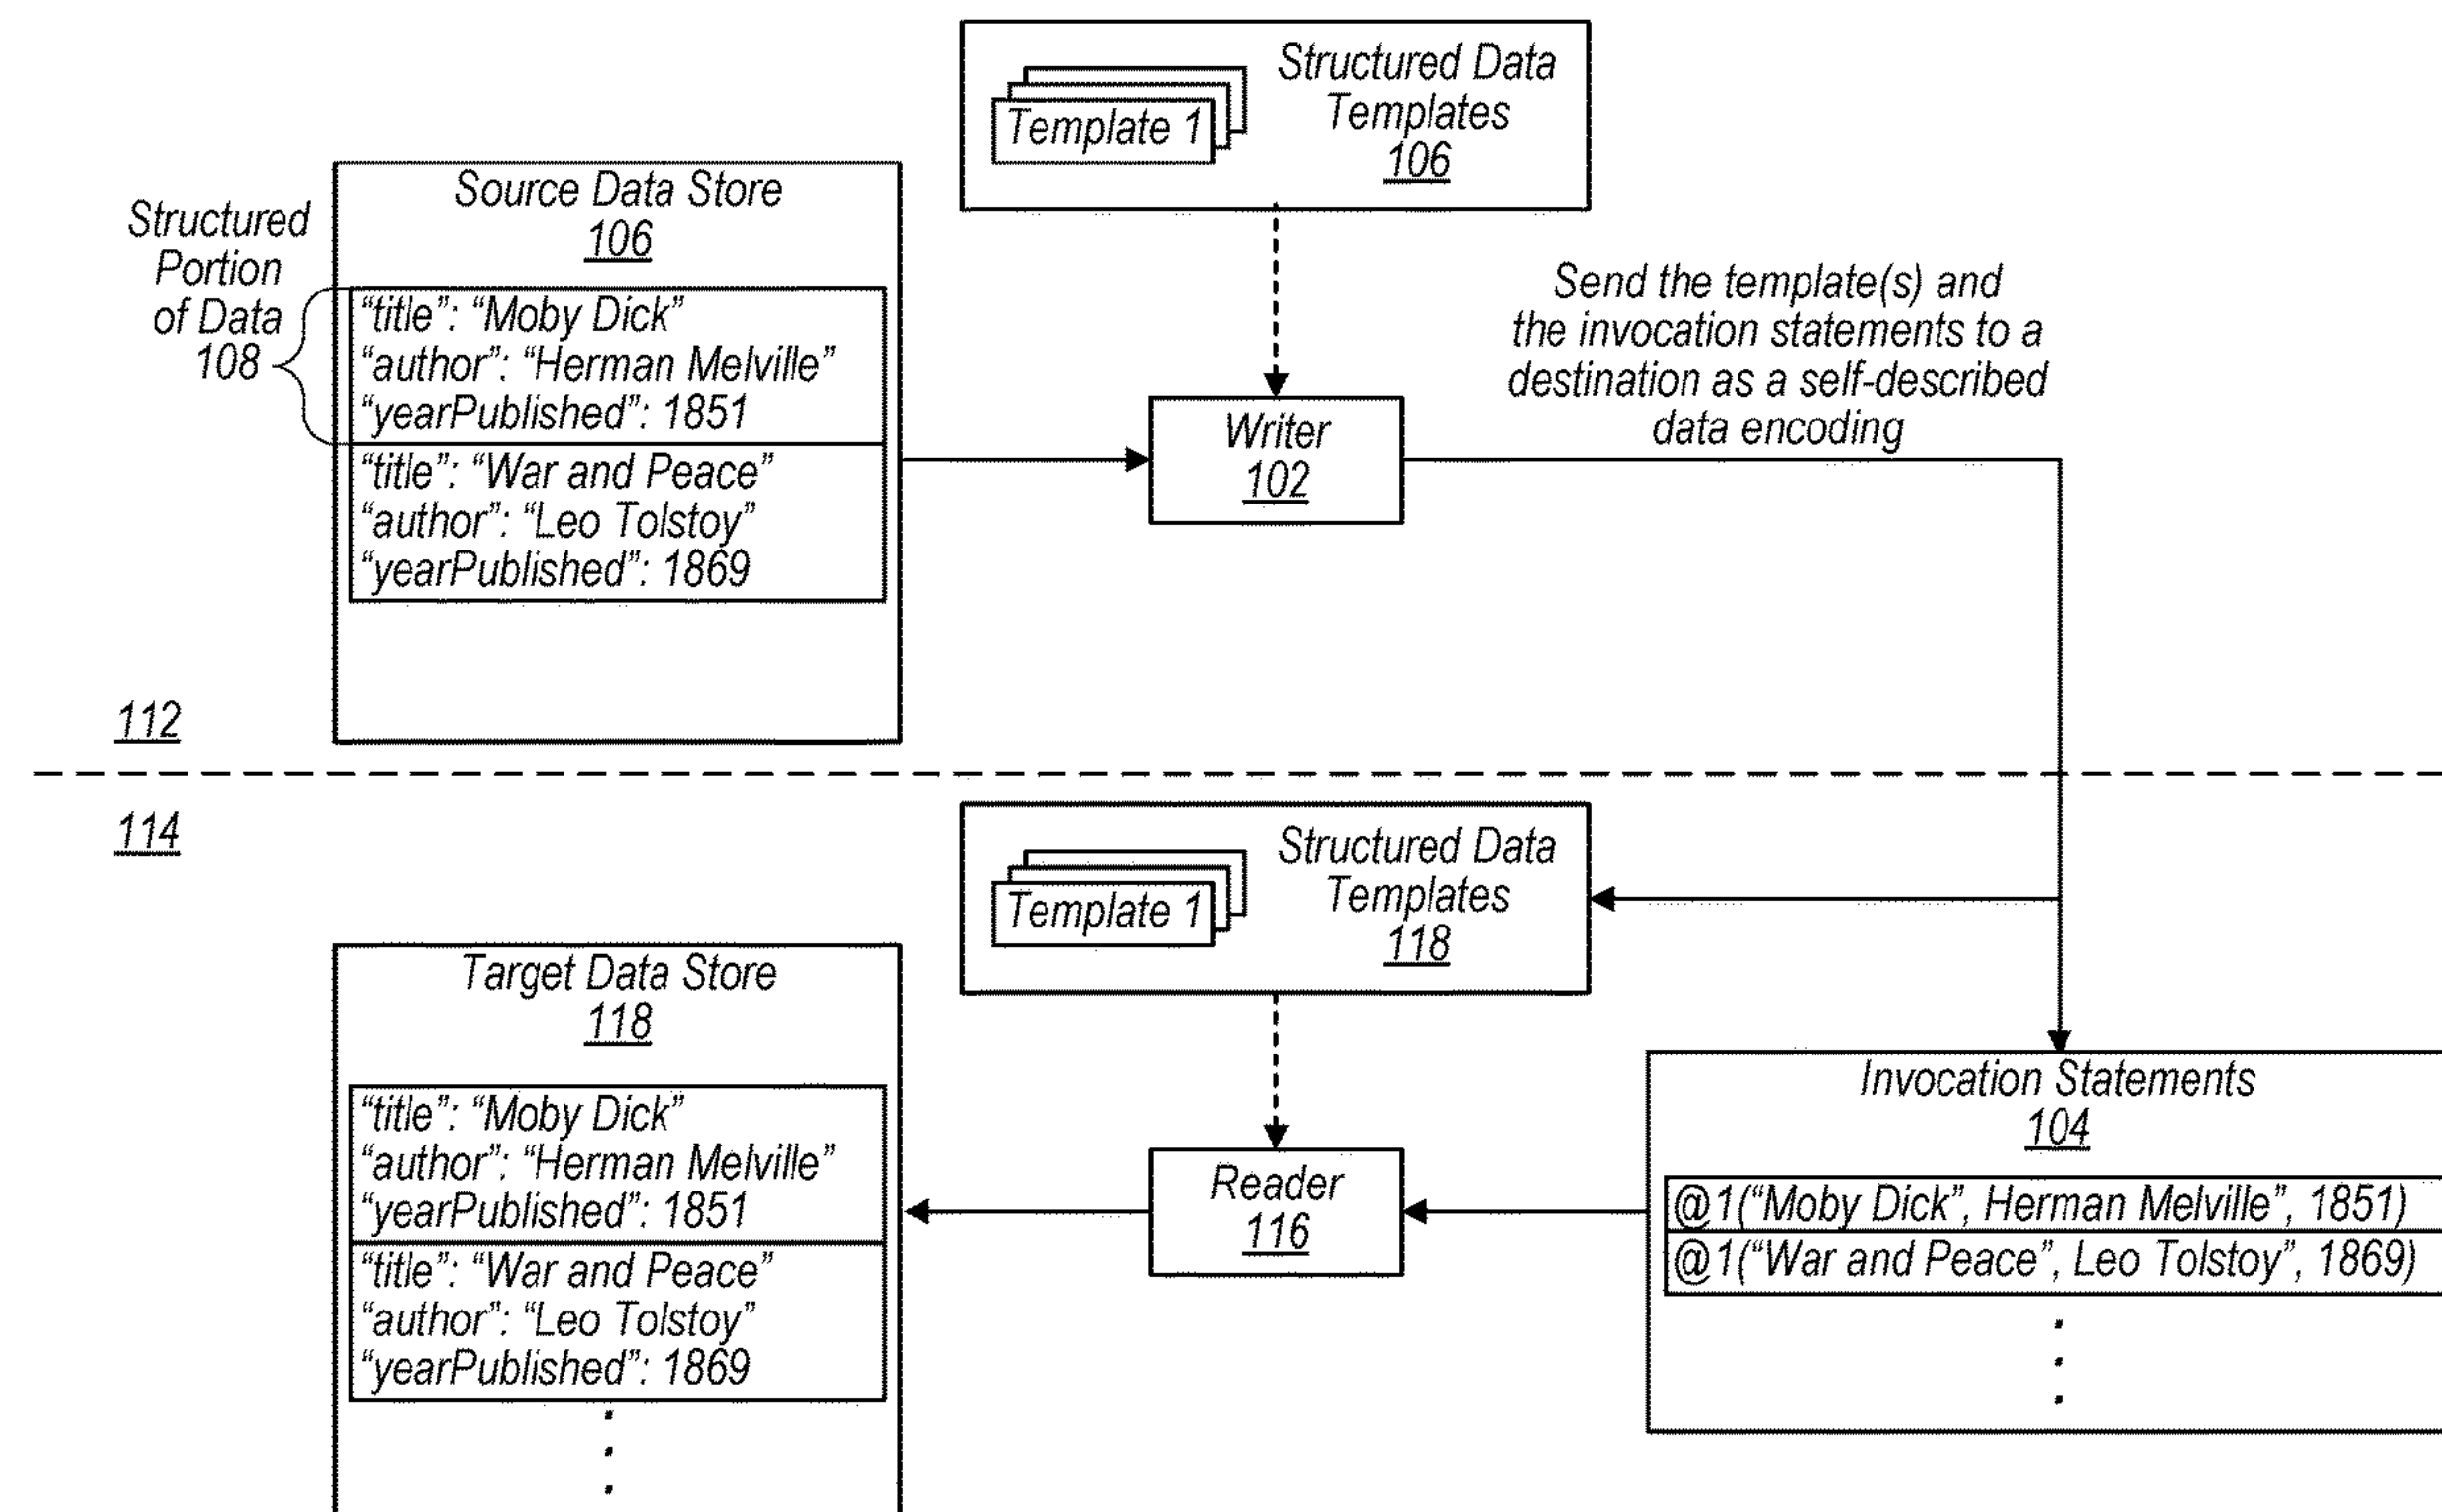 Structured Data
Templates
106
Template 1
Source Data Store
106
Structured
Portion
of Data
108
“title”: “Moby Dick”
“author”: “Herman Melville”
“yearPublished”: 1851
“title”: “War and Peace”
“author”: “Leo Tolstoy”
“yearPublished”: 1869
Writer
102
Send the template(s) and
the invocation statements to a
destination as a self-described
data encoding
112
114
Structured Data
Templates
118
Template 1
Target Data Store
118
“title”: “Moby Dick”
“author”: “Herman Melville”
“yearPublished”: 1851
“title”: “War and Peace”
“author”: “Leo Tolstoy”
“yearPublished”: 1869
Reader
116
Invocation Statements
104
@1(“Moby Dick”, Herman Melville”, 1851)
@1(“War and Peace”, Leo Tolstoy”, 1869)